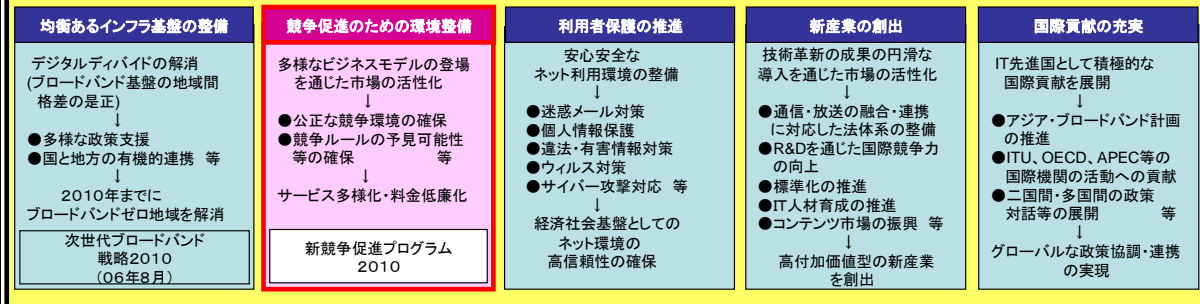 均衡あるインフラ基盤の整備
デジタルディバイドの解消
(ブロードバンド基盤の地域間
格差の是正)
↓
●多様な政策支援
●国と地方の有機的連携 等
↓
2010年までに
ブロードバンドゼロ地域を解消
次世代ブロードバンド
戦略2010
(06年8月)
競争促進のための環境整備
多様なビジネスモデルの登場
を通じた市場の活性化
↓
●公正な競争環境の確保
●競争ルールの予見可能性
等の確保 等
↓
サービス多様化・料金低廉化
新競争促進プログラム
2010
利用者保護の推進
安心安全な
ネット利用環境の整備
↓
●迷惑メール対策
●個人情報保護
●違法・有害情報対策
●ウィルス対策
●サイバー攻撃対応 等
↓
経済社会基盤としての
ネット環境の
高信頼性の確保
新産業の創出
技術革新の成果の円滑な
導入を通じた市場の活性化
↓
●通信・放送の融合・連携
に対応した法体系の整備
●R&Dを通じた国際競争力
の向上
●標準化の推進
●IT人材育成の推進
●コンテンツ市場の振興 等
↓
高付加価値型の新産業
を創出
国際貢献の充実
IT先進国として積極的な
国際貢献を展開
↓
●アジア・ブロードバンド計画
の推進
●ITU、OECD、APEC等の
国際機関の活動への貢献
●二国間・多国間の政策
対話等の展開 等
↓
グローバルな政策協調・連携
の実現